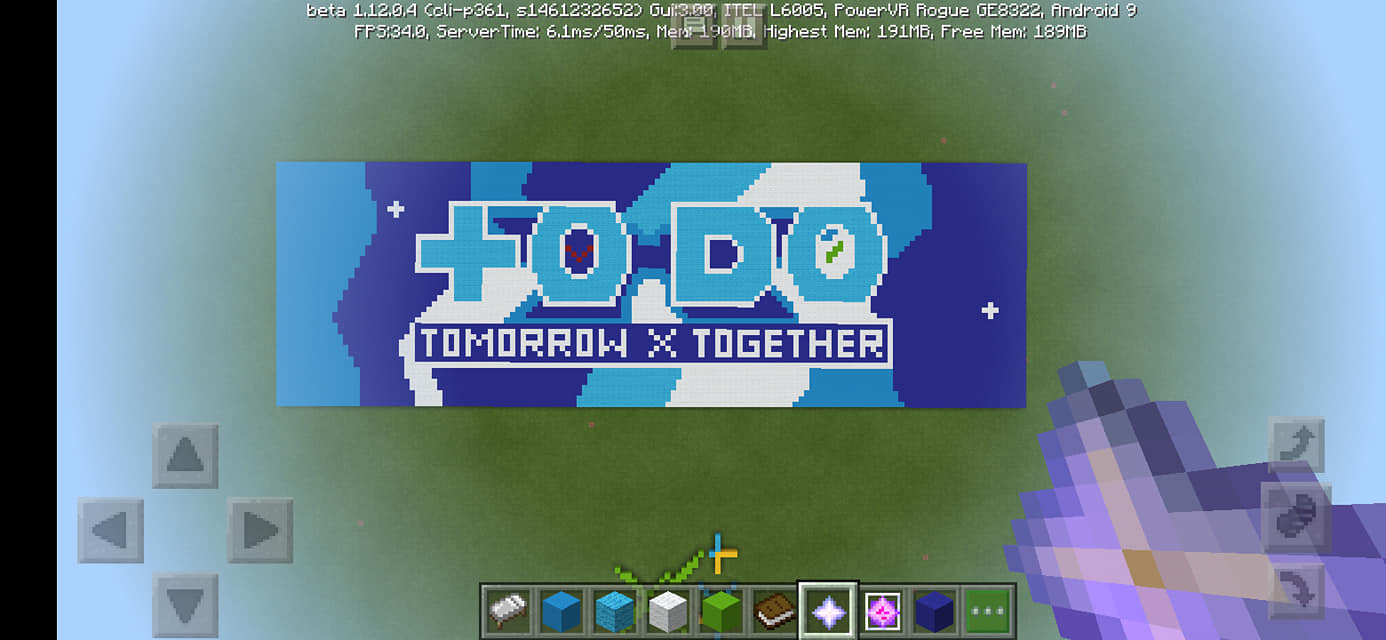 beta 1.12.0.4 (cli-p361, s1461232652) Gui:3.00, ITEL L6005, PowerVR Rogue GE8322, Android 9
FPS:34.0, ServerTime: 6.1ms/50ms, Mem: 190MB, Highest Mem: 191MB, Free Mem: 189MB
+O DO
TOMORROW X TOGETHER